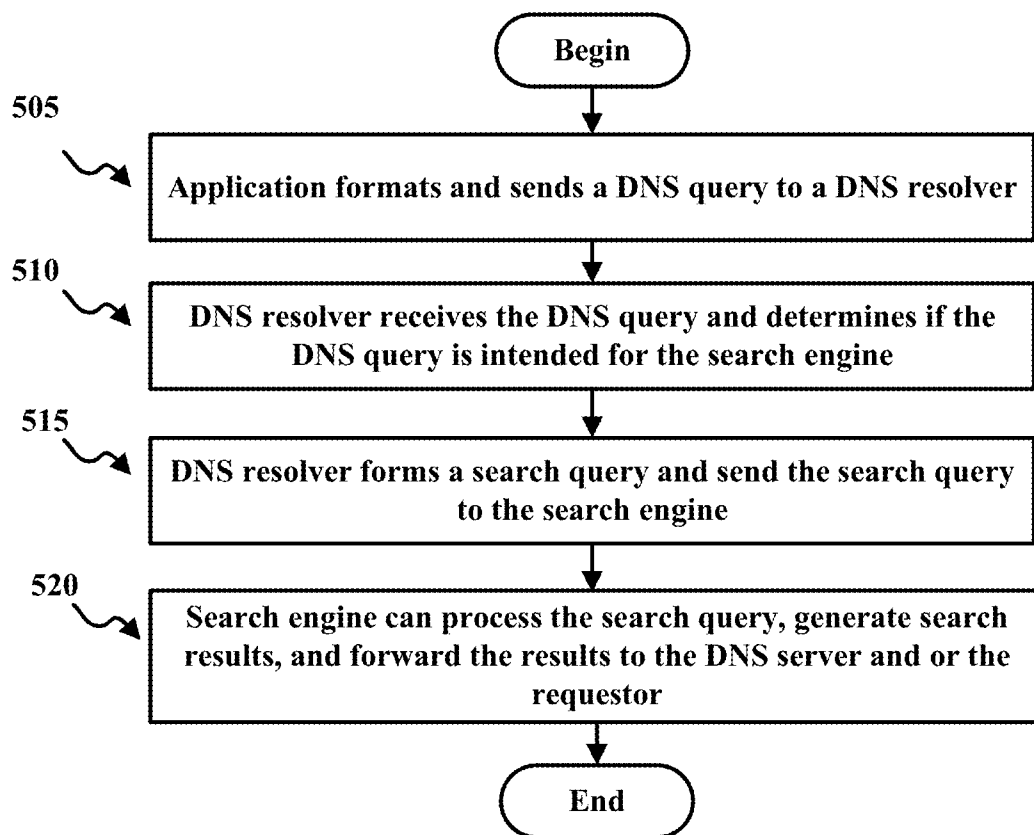 Begin
505
Application formats and sends a DNS query to a DNS resolver
510
DNS resolver receives the DNS query and determines if the
DNS query is intended for the search engine
515
DNS resolver forms a search query and send the search query
to the search engine
520
Search engine can process the search query, generate search
results, and forward the results to the DNS server and or the
requestor
End